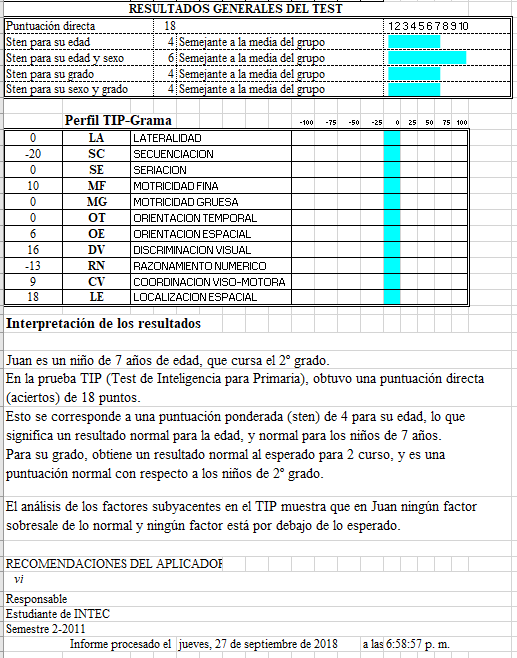 RESULTADOS GENERALES DEL TEST
Puntuación directa 18 1 2 3 4 5 6 7 8 9 10
Sten para su edad 4 Semejante a la media del grupo
Sten para su edad y sexo 6 Semejante a la media del grupo
Sten para su grado 4 Semejante a la media del grupo
Sten para su sexo y grado 4 Semejante a la media del grupo
Perfil TIP-Grama -100 -75 -50 -25 0 25 50 75 100
0 LA LATERALIDAD
-20 SC SECUENCIACION
0 SE SERIACION
10 MF MOTRICIDAD FINA
0 MG MOTRICIDAD GRUESA
0 OT ORIENTACION TEMPORAL
6 OE ORIENTACION ESPACIAL
16 DV DISCRIMINACION VISUAL
-13 RN RAZONAMIENTO NUMERICO
9 CV COORDINACION VISO-MOTORA
18 LE LOCALIZACION ESPACIAL
Interpretación de los resultados
Juan es un niño de 7 años de edad, que cursa el 2º grado.
En la prueba TIP (Test de Inteligencia para Primaria), obtuvo una puntuación directa
(aciertos) de 18 puntos.
Esto se corresponde a una puntuación ponderada (sten) de 4 para su edad, lo que
significa un resultado normal para la edad, y normal para los niños de 7 años.
Para su grado, obtiene un resultado normal al esperado para 2 curso, y es una
puntuación normal con respecto a los niños de 2º grado.
El análisis de los factores subyacentes en el TIP muestra que en Juan ningún factor
sobresale de lo normal y ningún factor está por debajo de lo esperado.
RECOMENDACIONES DEL APLICADOR
vi
Responsable
Estudiante de INTEC
Semestre 2-2011
Informe procesado el jueves, 27 de septiembre de 2018 a las 6:58:57 p. m.